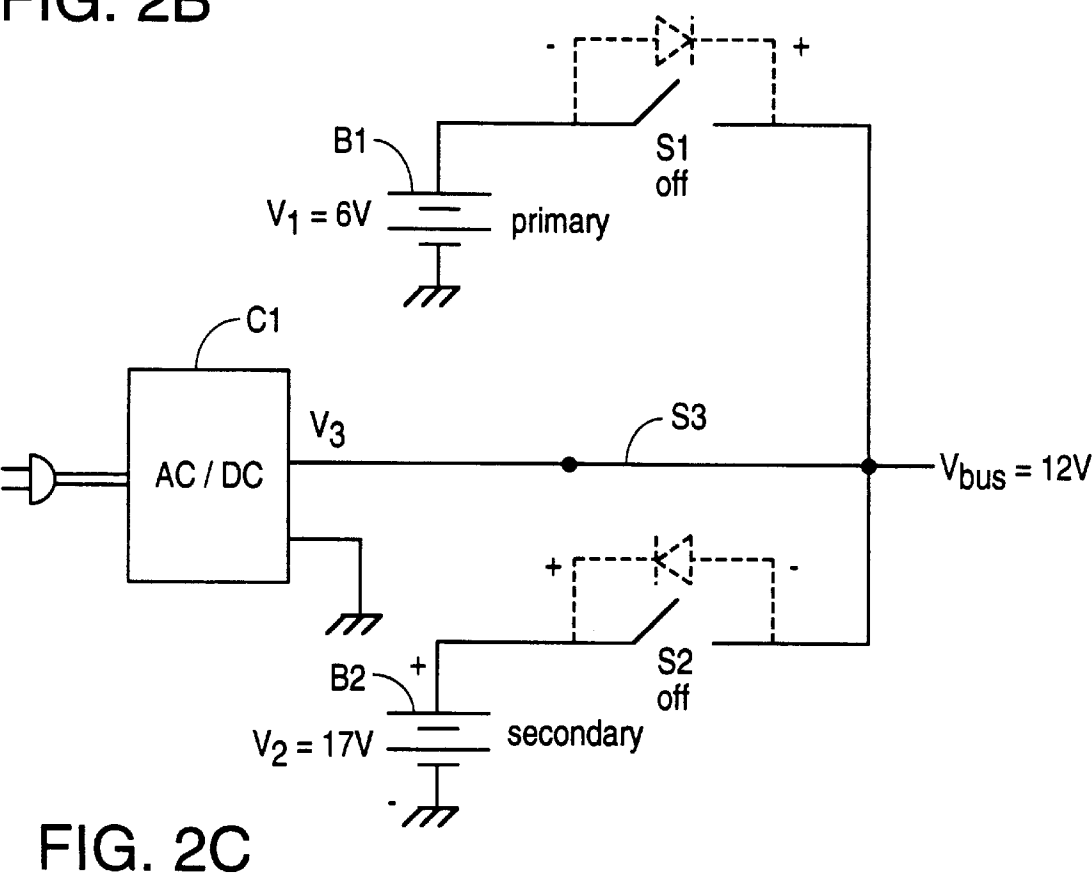 FIG. 2B
- +
B1
S1
off
V1 = 6V
primary
C1
V3
S3
AC / DC
Vbus = 12V
+ -
S2
off
+
B2
V2 = 17V
secondary
-
FIG. 2C